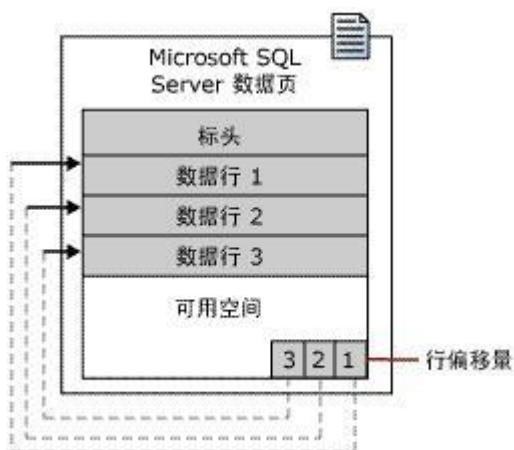 Microsoft SQL
Server 数据页
标头
数据行 1
数据行 2
数据行 3
可用空间
3 2 1
行偏移量